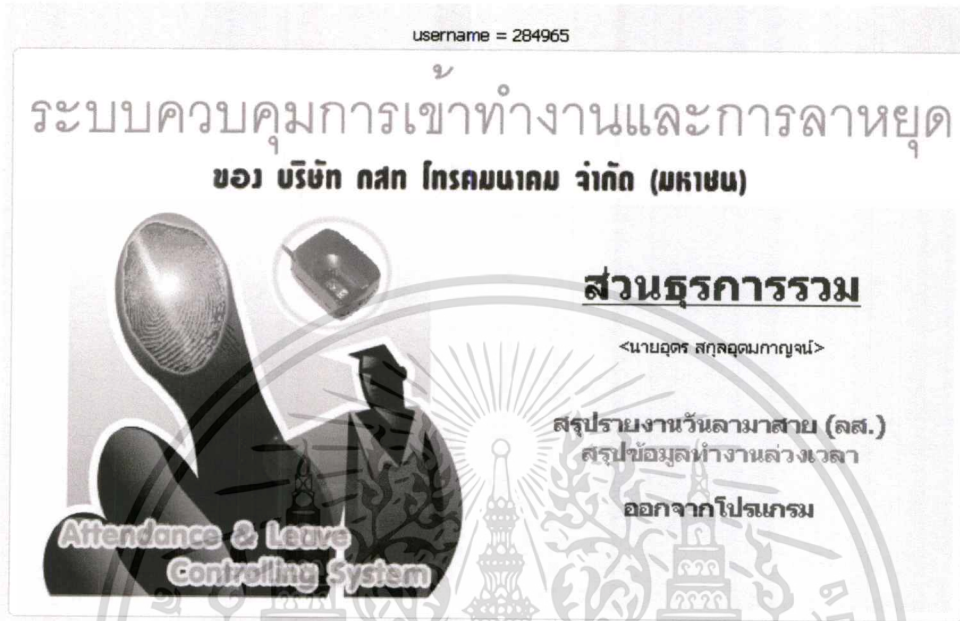 username = 284965
ระบบควบคุมการเข้าทำงานและการลาหยุด
ของ บริษัท กสท โทรคมนาคม จำกัด (มหาชน)
ส่วนธุรการรวม
<นายอุดร สกุลอุดมกาญจน์>
สรุปรายงานวันลามาสาย (ลส.)
สรุปข้อมูลทำงานล่วงเวลา
ออกจากโปรแกรม
Attendance & Leave
Controlling System